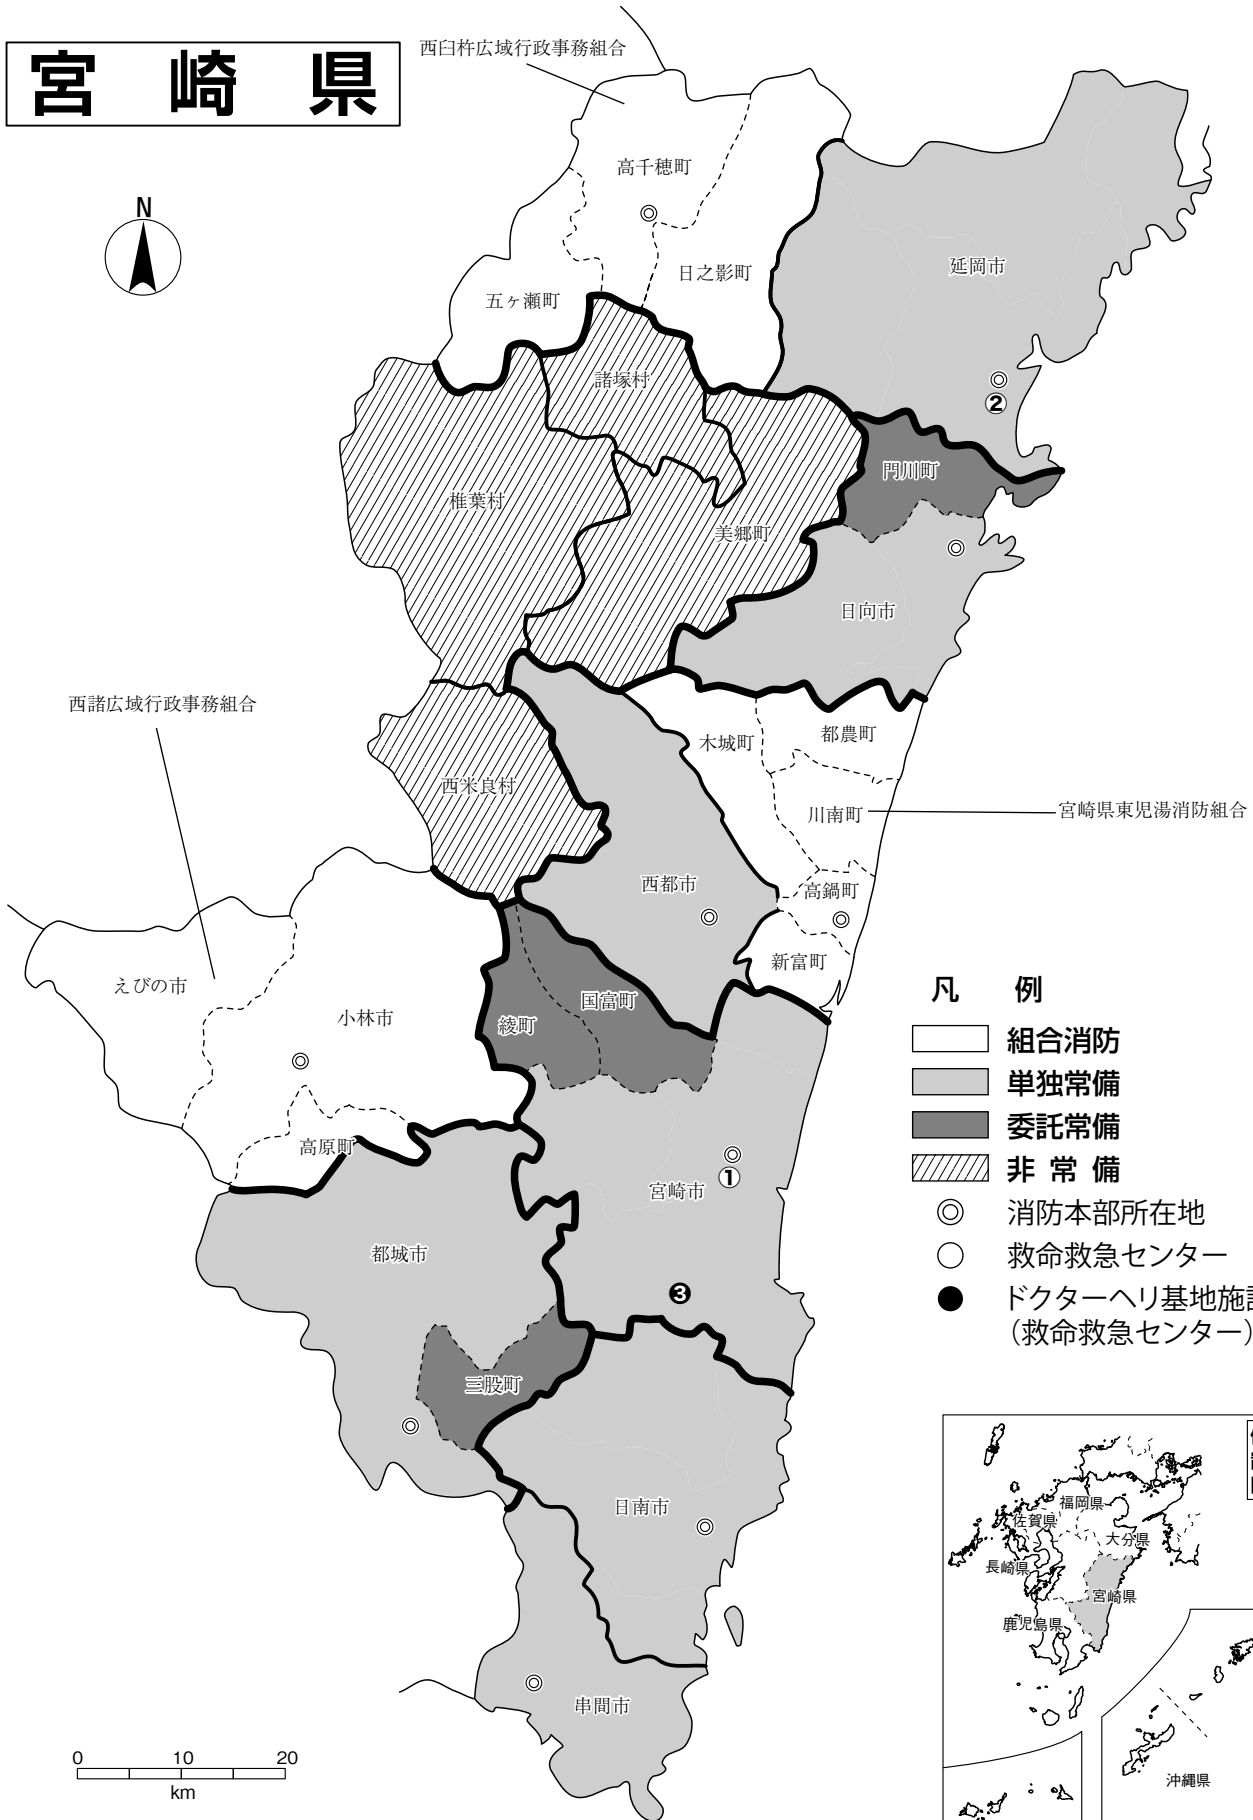 宮崎県
西臼杵広域行政事務組合
N
高千穂町
日之影町
五ヶ瀬町
延岡市
諸塚村
②
門川町
椎葉村
美郷町
日向市
西諸広域行政事務組合
木城町
都農町
西米良村
川南町
宮崎県東児湯消防組合
西都市
高鍋町
新富町
えびの市
小林市
国富町
綾町
高原町
宮崎市
①
都城市
❸
三股町
日南市
串間市
凡例
組合消防
単独常備
委託常備
非常備
消防本部所在地
救命救急センター
ドクターヘリ基地施
（救命救急センター）
福岡県
佐賀県
大分県
長崎県
宮崎県
鹿児島県
沖縄県
0 10 20
km